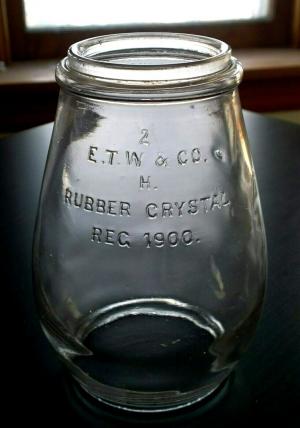 2
E.T.W & CO.
H.
RUBBER CRYSTAL
REG 1900.